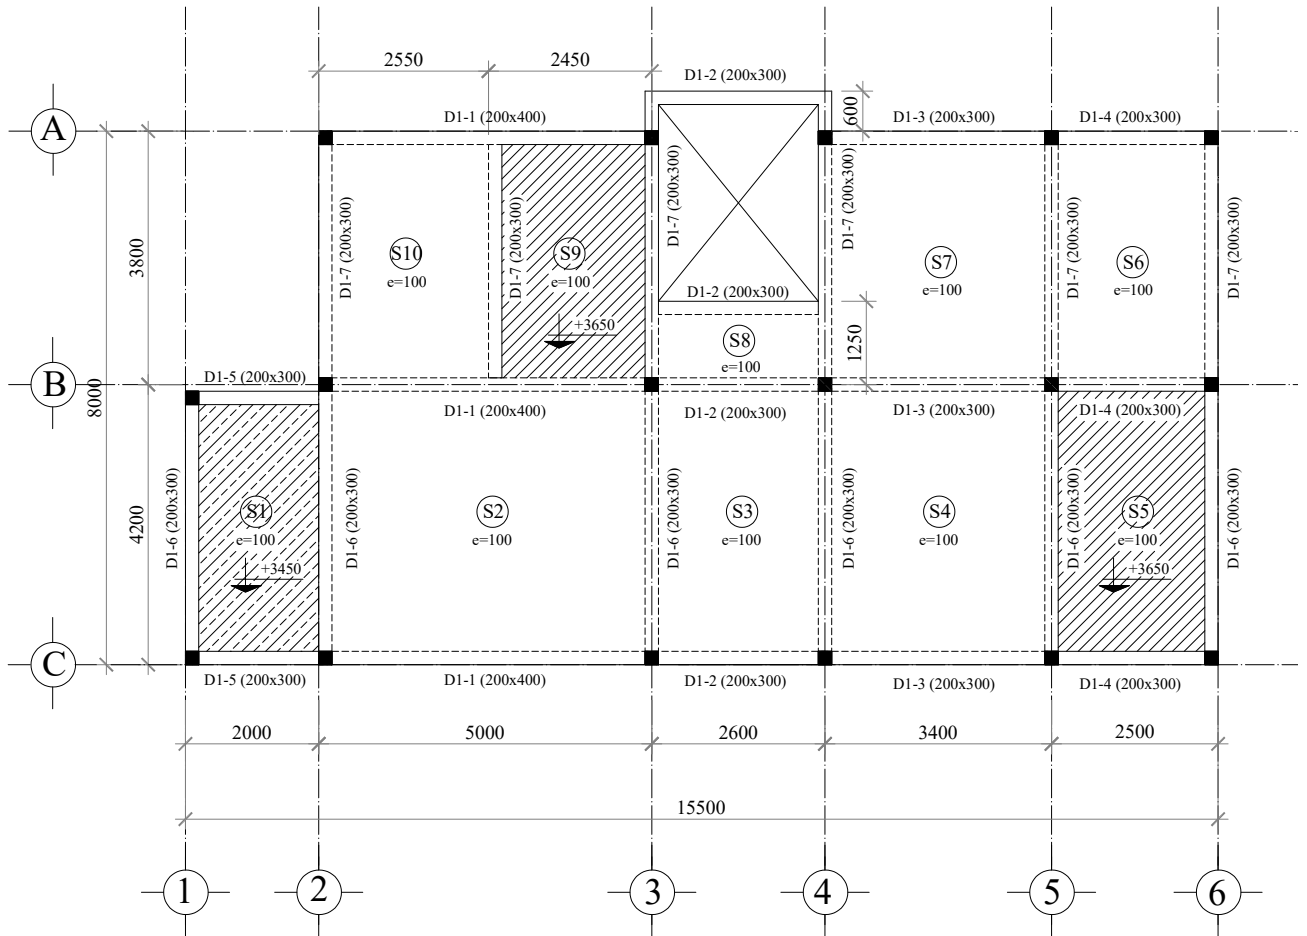 2550
2450
D1-2 (200x300)
600
A
D1-1 (200x400)
D1-3 (200x300)
D1-4 (200x300)
D1-7 (200x300)
D1-7 (200x300)
D1-7 (200x300)
D1-7 (200x300)
D1-7 (200x300)
D1-7 (200x300)
3800
S10
e=100
S9
e=100
+3650
S7
e=100
S6
e=100
D1-2 (200x300)
S8
e=100
1250
B
8000
D1-5 (200x300)
D1-1 (200x400)
D1-2 (200x300)
D1-3 (200x300)
D1-4 (200x300)
4200
D1-6 (200x300)
S1
e=100
+3450
D1-6 (200x300)
S2
e=100
D1-6 (200x300)
S3
e=100
D1-6 (200x300)
S4
e=100
D1-6 (200x300)
S5
e=100
+3650
D1-6 (200x300)
C
D1-5 (200x300)
D1-1 (200x400)
D1-2 (200x300)
D1-3 (200x300)
D1-4 (200x300)
2000
5000
2600
3400
2500
15500
1
2
3
4
5
6